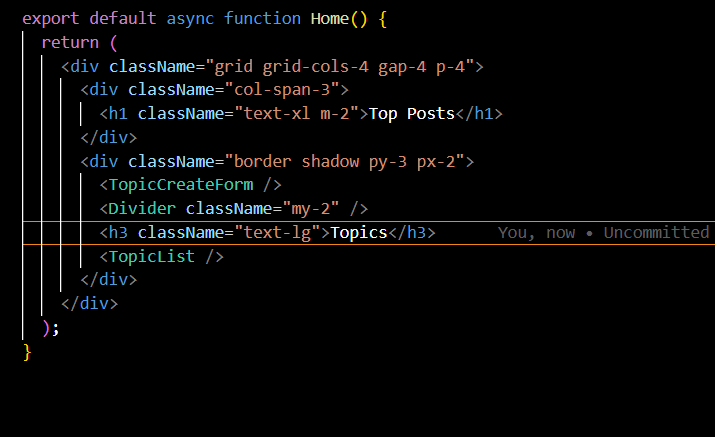 export default async function Home() {
  return (
    <div className="grid grid-cols-4 gap-4 p-4">
      <div className="col-span-3">
        <h1 className="text-xl m-2">Top Posts</h1>
      </div>
      <div className="border shadow py-3 px-2">
        <TopicCreateForm />
        <Divider className="my-2" />
        <h3 className="text-lg">Topics</h3>      You, now • Uncommitted
        <TopicList />
      </div>
    </div>
  );
}